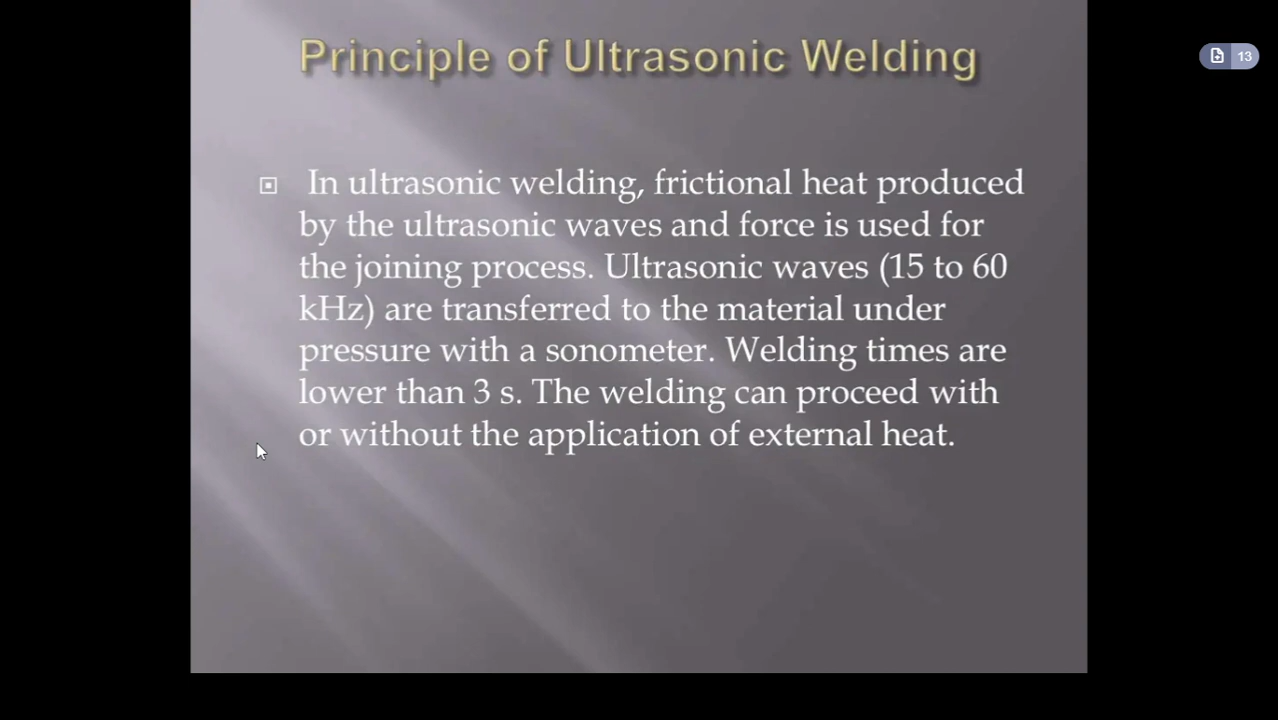 Principle of Ultrasonic Welding
13
In ultrasonic welding, frictional heat produced
by the ultrasonic waves and force is used for
the joining process. Ultrasonic waves (15 to 60
kHz) are transferred to the material under
pressure with a sonometer. Welding times are
lower than 3 s. The welding can proceed with
or without the application of external heat.